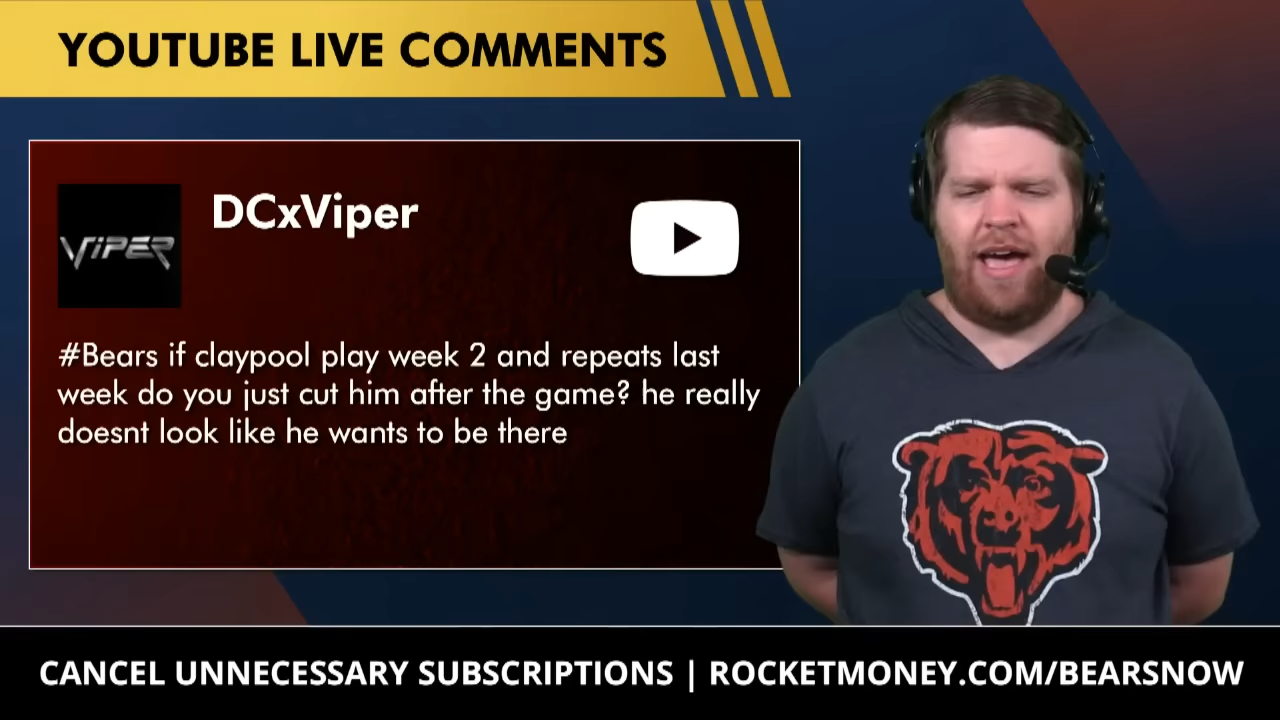 YOUTUBE LIVE COMMENTS
VIPER
DCxViper
#Bears if claypool play week 2 and repeats last
week do you just cut him after the game? he really
doesnt look like he wants to be there
CANCEL UNNECESSARY SUBSCRIPTIONS | ROCKETMONEY.COM/BEARSNOW